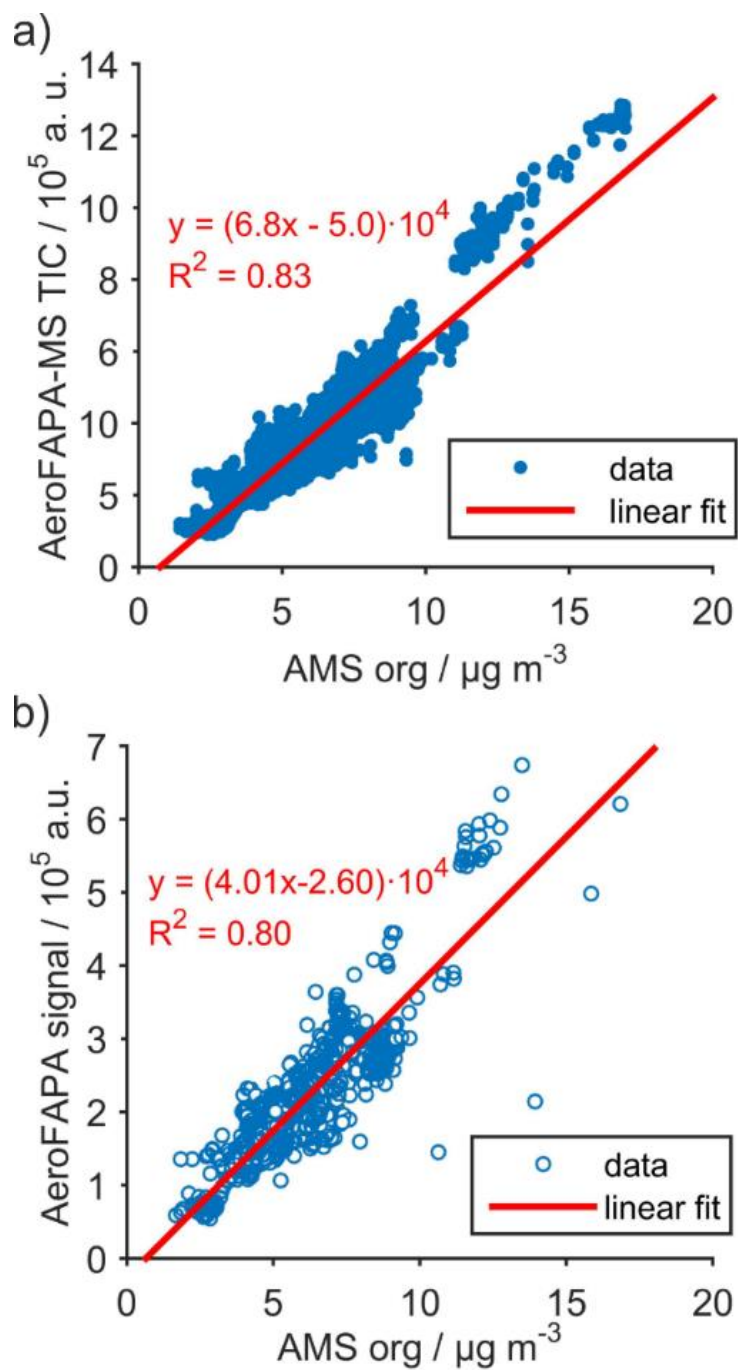 a)
AeroFAPA-MS TIC / 10^5 a. u.
14
12
10
8
6
10
5
0
y = (6.8x - 5.0)·10^4
R^2 = 0.83
data
linear fit
0 5 10 15 20
AMS org / µg m^-3
b)
AeroFAPA signal / 10^5 a.u.
7
6
5
4
3
2
1
0
y = (4.01x-2.60)·10^4
R^2 = 0.80
data
linear fit
0 5 10 15 20
AMS org / µg m^-3